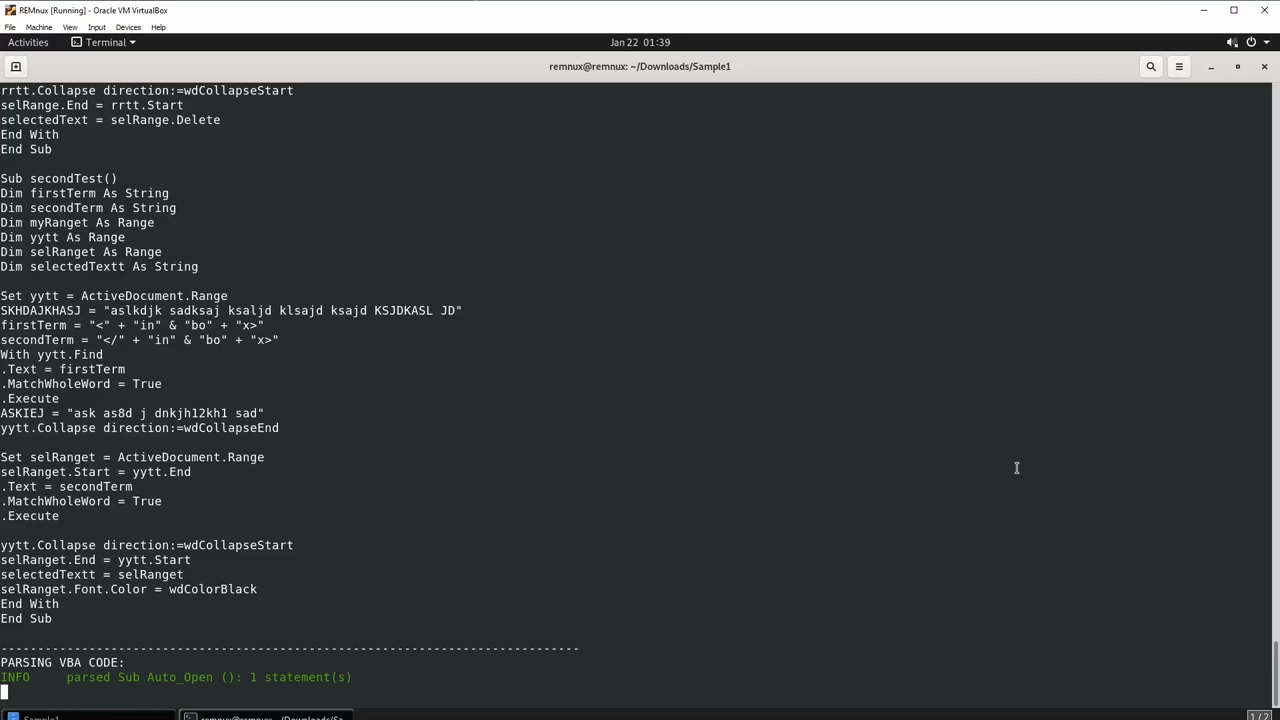 REMnux [Running] - Oracle VM VirtualBox
File Machine View Input Devices Help
Activities Terminal Jan 22 01:39
remnux@remnux: ~/Downloads/Sample1
rrtt.Collapse direction:=wdCollapseStart
selRange.End = rrtt.Start
selectedText = selRange.Delete
End With
End Sub
Sub secondTest()
Dim firstTerm As String
Dim secondTerm As String
Dim myRanget As Range
Dim yytt As Range
Dim selRanget As Range
Dim selectedTextt As String
Set yytt = ActiveDocument.Range
SKHDAJKHASJ = "aslkdjk sadksaj ksaljd klsajd ksajd KSJDKASL JD"
firstTerm = "<" + "in" & "bo" + "x>"
secondTerm = "</" + "in" & "bo" + "x>"
With yytt.Find
.Text = firstTerm
.MatchWholeWord = True
.Execute
ASKIEJ = "ask as8d j dnkjh12kh1 sad"
yytt.Collapse direction:=wdCollapseEnd
Set selRanget = ActiveDocument.Range
selRanget.Start = yytt.End
.Text = secondTerm
.MatchWholeWord = True
.Execute
yytt.Collapse direction:=wdCollapseStart
selRanget.End = yytt.Start
selectedTextt = selRanget
selRanget.Font.Color = wdColorBlack
End With
End Sub
-------------------------------------------------------------------------------
PARSING VBA CODE:
INFO     parsed Sub Auto_Open (): 1 statement(s)
Sample1 remnux@remnux: ~/Downloads/Sa... 1/2